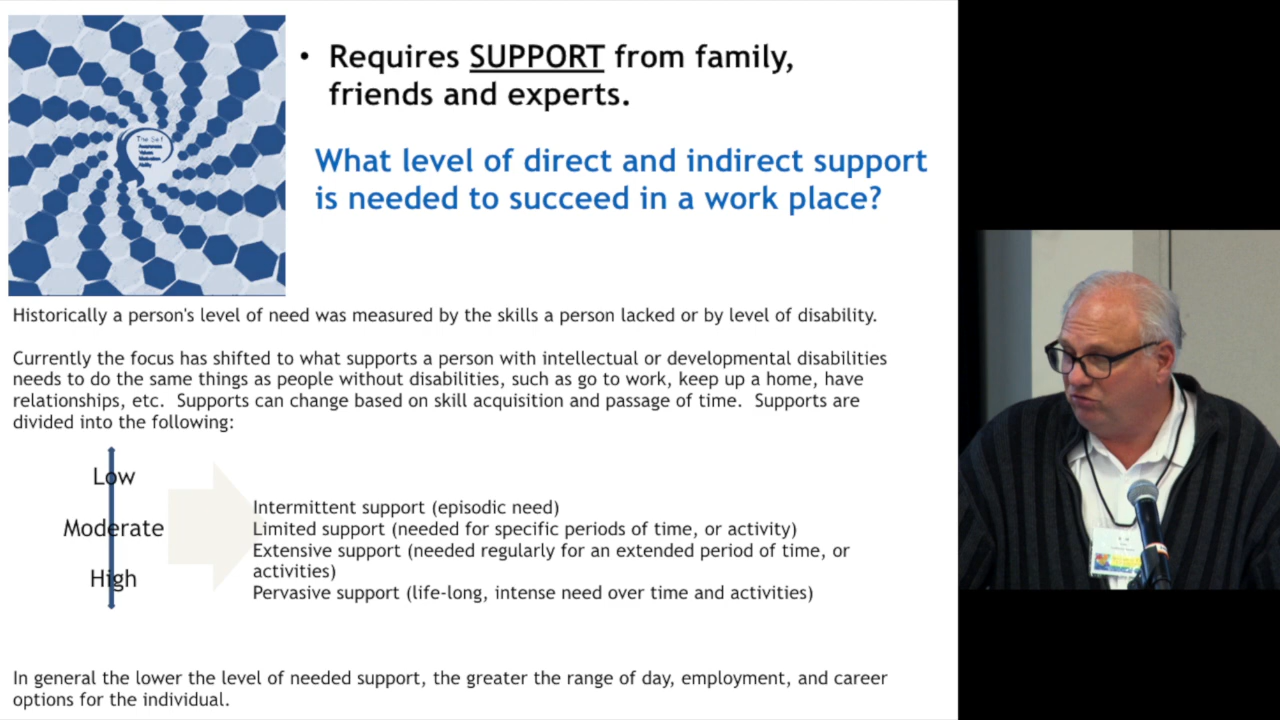 • Requires SUPPORT from family,
friends and experts.
What level of direct and indirect support
is needed to succeed in a work place?
The Self
Awareness
Values
Motivation
Ability
Historically a person's level of need was measured by the skills a person lacked or by level of disability.
Currently the focus has shifted to what supports a person with intellectual or developmental disabilities
needs to do the same things as people without disabilities, such as go to work, keep up a home, have
relationships, etc. Supports can change based on skill acquisition and passage of time. Supports are
divided into the following:
Low
Moderate
High
Intermittent support (episodic need)
Limited support (needed for specific periods of time, or activity)
Extensive support (needed regularly for an extended period of time, or
activities)
Pervasive support (life-long, intense need over time and activities)
In general the lower the level of needed support, the greater the range of day, employment, and career
options for the individual.